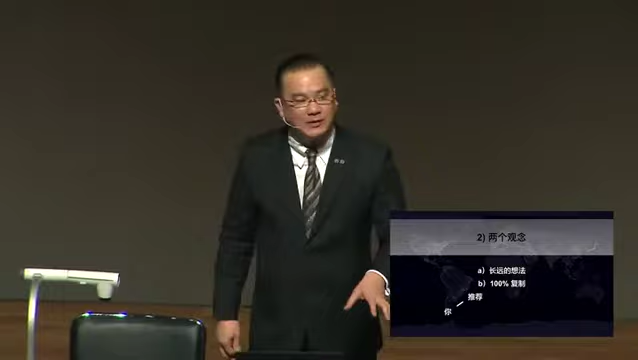 2) 两个观念
a）长远的想法
b）100% 复制
推荐
你